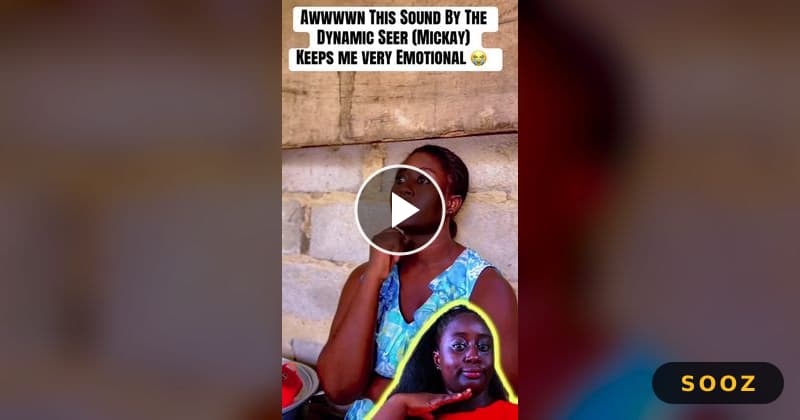 Awwwwn This Sound By The
Dynamic Seer (Mickay)
Keeps me very Emotional 😭
SOOZ